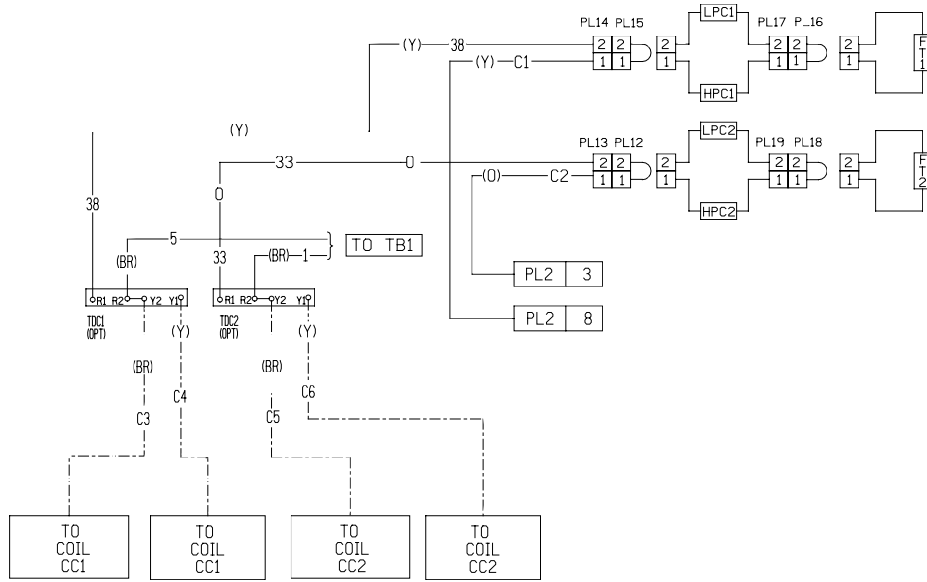 LPC1
PL14 PL15
PL17 P_16
(Y) 38
2 2 2 2 2 2
FT1
(Y) C1
1 1 1 1 1 1
HPC1
(Y)
LPC2
PL13 PL12
PL19 PL18
33 O
2 2 2 2 2 2
FT2
(O) C2
1 1 1 1 1 1
O
38
HPC2
5
TO TB1
(BR)
33
(BR) 1
PL2 3
R1 R2 Y2 Y1
R1 R2 Y2 Y1
PL2 8
TDC1
(OPT)
(Y)
TDC2
(OPT)
(Y)
(BR)
(BR)
C4
C6
C3
C5
TO
COIL
CC1
TO
COIL
CC1
TO
COIL
CC2
TO
COIL
CC2